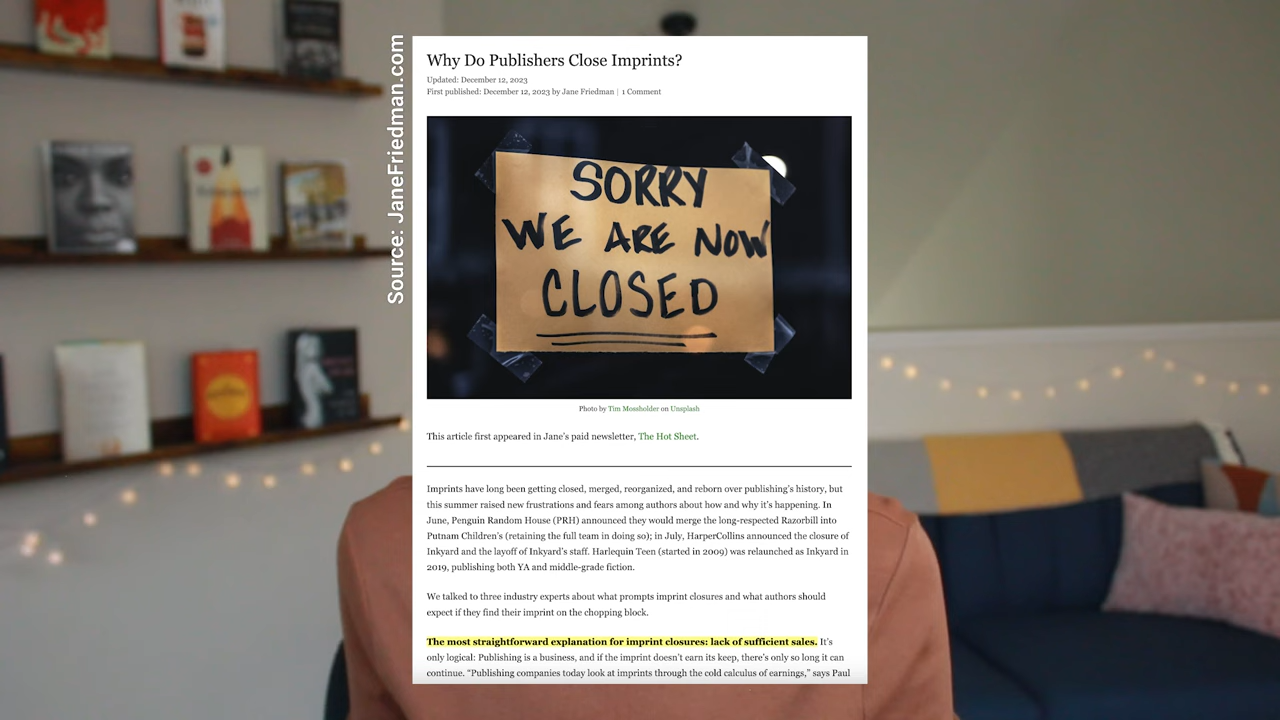 Source: JaneFriedman.com
Why Do Publishers Close Imprints?
Updated: December 12, 2023
First published: December 12, 2023 by Jane Friedman | 1 Comment
SORRY
WE ARE NOW
CLOSED
Photo by Tim Mossholder on Unsplash
This article first appeared in Jane's paid newsletter, The Hot Sheet.
Imprints have long been getting closed, merged, reorganized, and reborn over publishing's history, but
this summer raised new frustrations and fears among authors about how and why it's happening. In
June, Penguin Random House (PRH) announced they would merge the long-respected Razorbill into
Putnam Children's (retaining the full team in doing so); in July, HarperCollins announced the closure of
Inkyard and the layoff of Inkyard's staff. Harlequin Teen (started in 2009) was relaunched as Inkyard in
2019, publishing both YA and middle-grade fiction.
We talked to three industry experts about what prompts imprint closures and what authors should
expect if they find their imprint on the chopping block.
The most straightforward explanation for imprint closures: lack of sufficient sales. It's
only logical: Publishing is a business, and if the imprint doesn't earn its keep, there's only so long it can
continue. “Publishing companies today look at imprints through the cold calculus of earnings,” says Paul